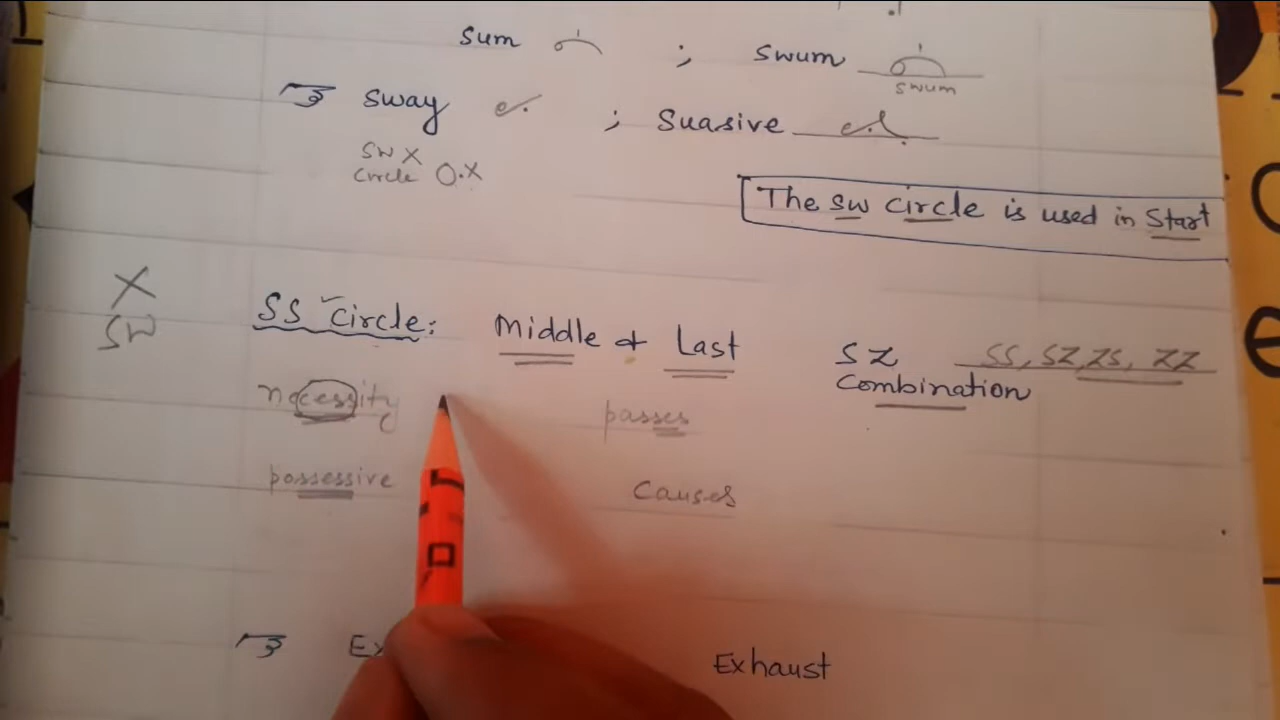 Sum ; Swum
swum
Sway ; Suasive
SW X
Circle O.X
The sw circle is used in Start
X
SW
SS Circle: Middle & Last
SZ Combination SS, SZ, ZS, ZZ
necessity passes
possessive Causes
Ex Exhaust